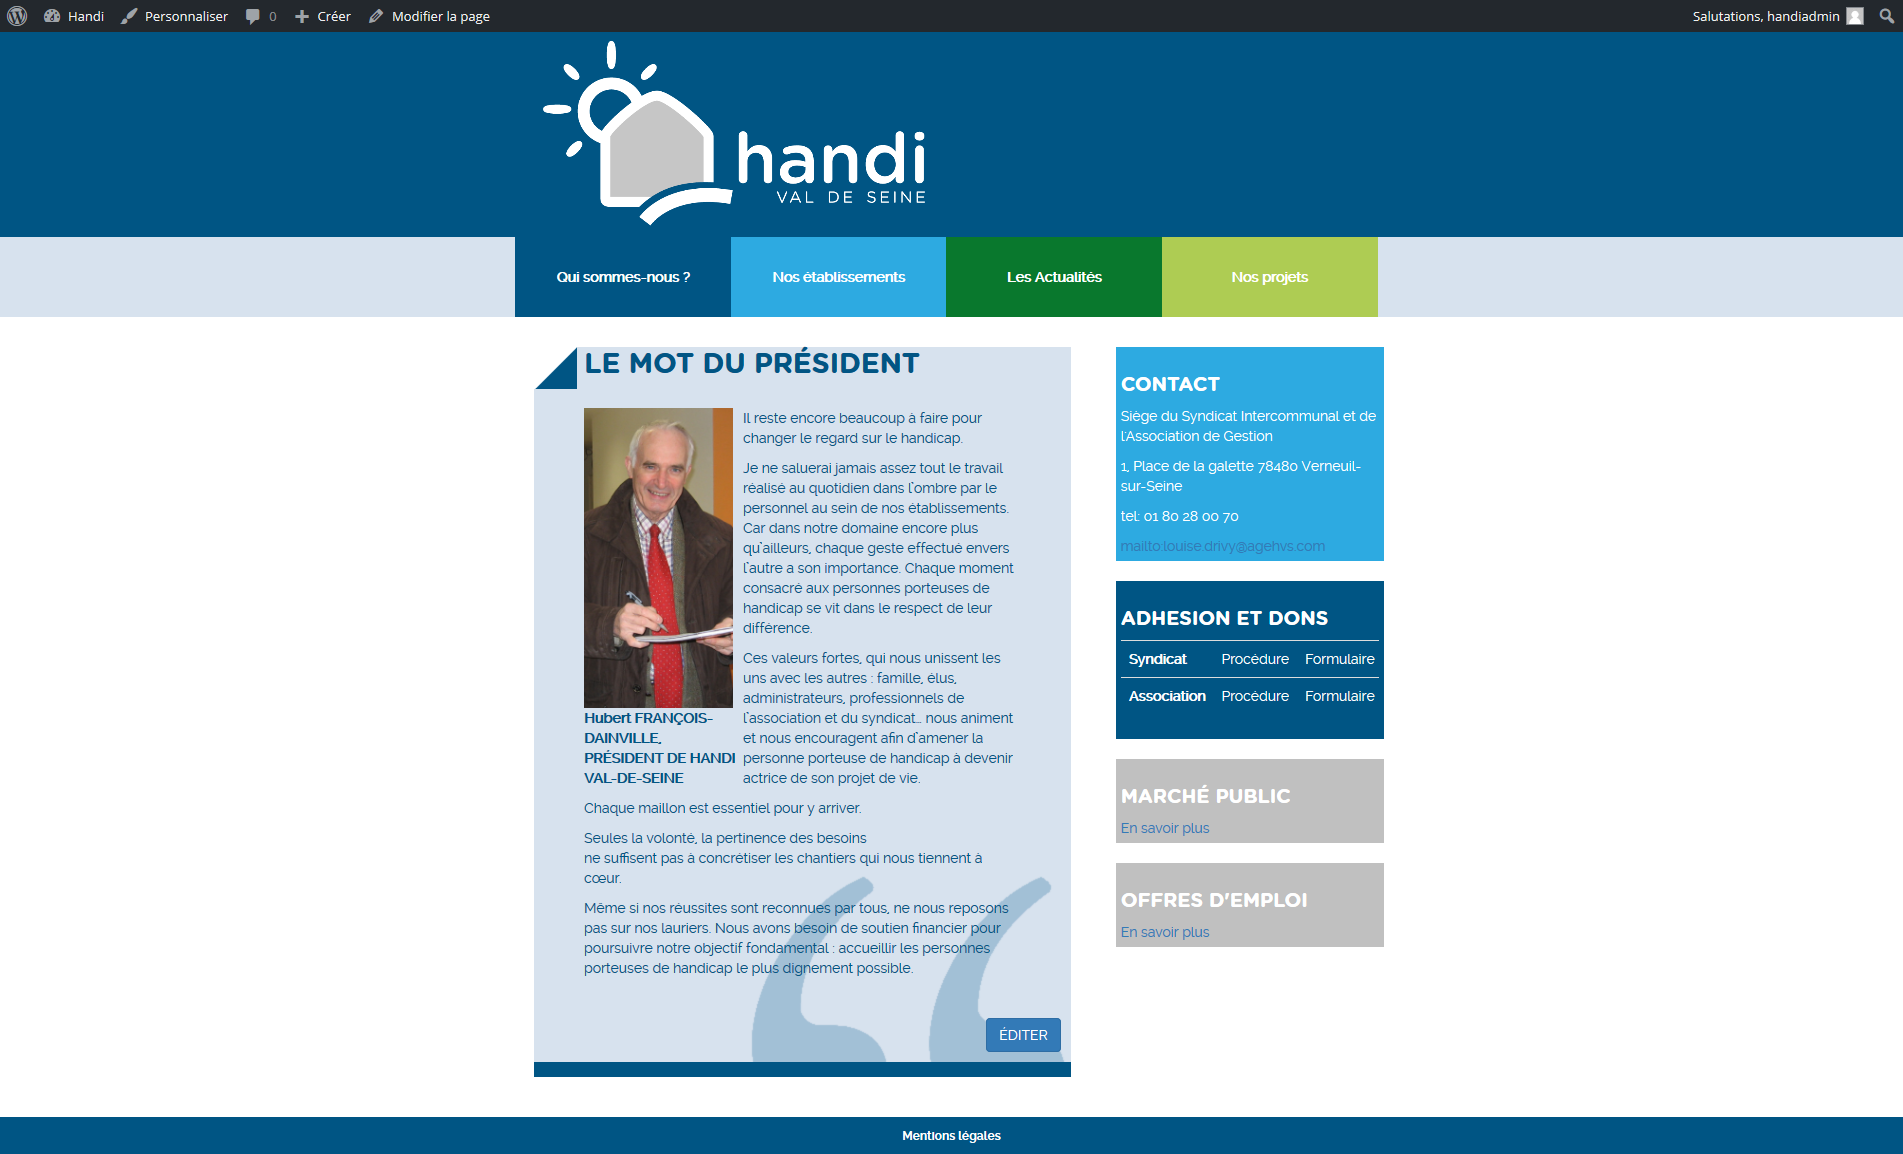 Handi Personnaliser 0 Créer Modifier la page Salutations, handiadmin
handi
VAL DE SEINE
Qui sommes-nous ? Nos établissements Les Actualités Nos projets
LE MOT DU PRÉSIDENT
Il reste encore beaucoup à faire pour
changer le regard sur le handicap.
Je ne saluerai jamais assez tout le travail
réalisé au quotidien dans l'ombre par le
personnel au sein de nos établissements.
Car dans notre domaine encore plus
qu'ailleurs, chaque geste effectué envers
l'autre a son importance. Chaque moment
consacré aux personnes porteuses de
handicap se vit dans le respect de leur
différence.
Ces valeurs fortes, qui nous unissent les
uns avec les autres : famille, élus,
administrateurs, professionnels de
l'association et du syndicat… nous animent
et nous encouragent afin d'amener la
personne porteuse de handicap à devenir
actrice de son projet de vie.
Hubert FRANÇOIS-
DAINVILLE,
PRÉSIDENT DE HANDI
VAL-DE-SEINE
Chaque maillon est essentiel pour y arriver.
Seules la volonté, la pertinence des besoins
ne suffisent pas à concrétiser les chantiers qui nous tiennent à
cœur.
Même si nos réussites sont reconnues par tous, ne nous reposons
pas sur nos lauriers. Nous avons besoin de soutien financier pour
poursuivre notre objectif fondamental : accueillir les personnes
porteuses de handicap le plus dignement possible.
ÉDITER
CONTACT
Siège du Syndicat Intercommunal et de
l'Association de Gestion
1, Place de la galette 78480 Verneuil-
sur-Seine
tel: 01 80 28 00 70
mailto:louise.drivy@agehvs.com
ADHESION ET DONS
Syndicat Procédure Formulaire
Association Procédure Formulaire
MARCHÉ PUBLIC
En savoir plus
OFFRES D'EMPLOI
En savoir plus
Mentions légales